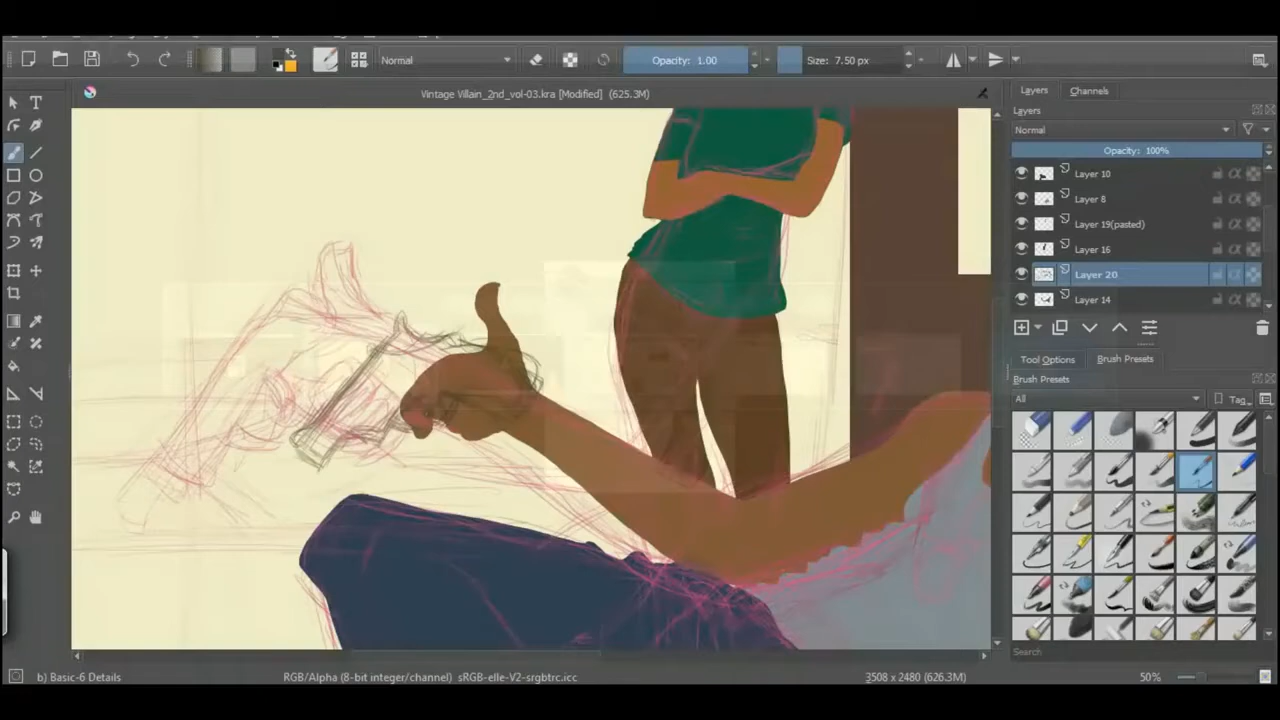 Normal
Opacity: 1.00
Size: 7.50 px
Vintage Villain_2nd_vol-03.kra [Modified] (625.3M)
Layers
Channels
Layers
Normal
Opacity: 100%
Layer 10
Layer 8
Layer 19(pasted)
Layer 16
Layer 20
Layer 14
Tool Options
Brush Presets
Brush Presets
All
Tag
Search
b) Basic-6 Details
RGB/Alpha (8-bit integer/channel) sRGB-elle-V2-srgbtrc.icc
3508 x 2480 (626.3M)
50%